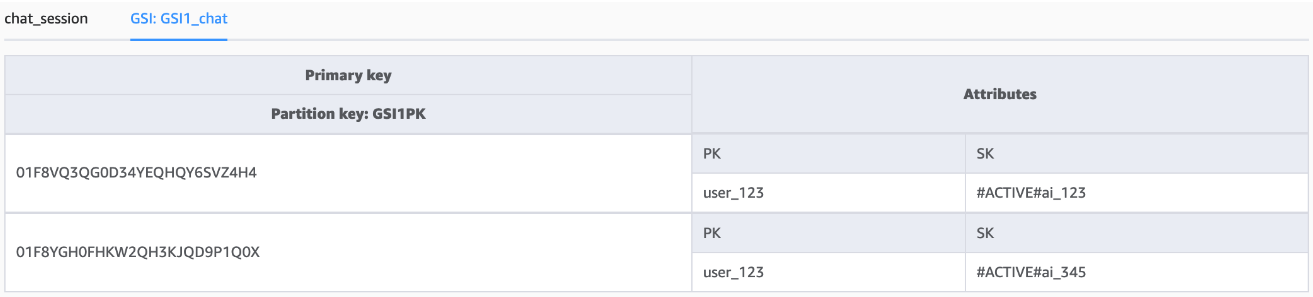 chat_session GSI: GSI1_chat
Primary key
Attributes
Partition key: GSI1PK
01F8VQ3QG0D34YEQHQY6SVZ4H4
PK SK
user_123 #ACTIVE#ai_123
01F8YGH0FHKW2QH3KJQD9P1Q0X
PK SK
user_123 #ACTIVE#ai_345